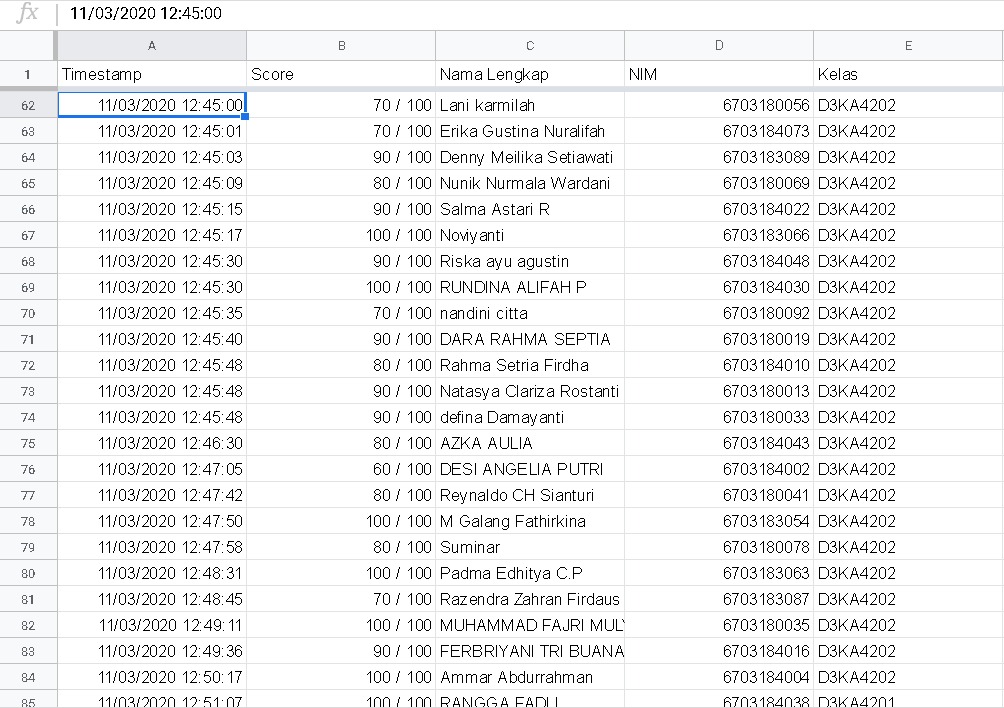 fx 11/03/2020 12:45:00
A B C D E
1 Timestamp Score Nama Lengkap NIM Kelas
62 11/03/2020 12:45:00 70 / 100 Lani karmilah 6703180056 D3KA4202
63 11/03/2020 12:45:01 70 / 100 Erika Gustina Nuralifah 6703184073 D3KA4202
64 11/03/2020 12:45:03 90 / 100 Denny Meilika Setiawati 6703183089 D3KA4202
65 11/03/2020 12:45:09 80 / 100 Nunik Nurmala Wardani 6703180069 D3KA4202
66 11/03/2020 12:45:15 90 / 100 Salma Astari R 6703184022 D3KA4202
67 11/03/2020 12:45:17 100 / 100 Noviyanti 6703183066 D3KA4202
68 11/03/2020 12:45:30 90 / 100 Riska ayu agustin 6703184048 D3KA4202
69 11/03/2020 12:45:30 100 / 100 RUNDINA ALIFAH P 6703184030 D3KA4202
70 11/03/2020 12:45:35 70 / 100 nandini citta 6703180092 D3KA4202
71 11/03/2020 12:45:40 90 / 100 DARA RAHMA SEPTIA 6703180019 D3KA4202
72 11/03/2020 12:45:48 80 / 100 Rahma Setria Firdha 6703184010 D3KA4202
73 11/03/2020 12:45:48 90 / 100 Natasya Clariza Rostanti 6703180013 D3KA4202
74 11/03/2020 12:45:48 90 / 100 defina Damayanti 6703180033 D3KA4202
75 11/03/2020 12:46:30 80 / 100 AZKA AULIA 6703184043 D3KA4202
76 11/03/2020 12:47:05 60 / 100 DESI ANGELIA PUTRI 6703184002 D3KA4202
77 11/03/2020 12:47:42 80 / 100 Reynaldo CH Sianturi 6703180041 D3KA4202
78 11/03/2020 12:47:50 100 / 100 M Galang Fathirkina 6703183054 D3KA4202
79 11/03/2020 12:47:58 80 / 100 Suminar 6703180078 D3KA4202
80 11/03/2020 12:48:31 100 / 100 Padma Edhitya C.P 6703183063 D3KA4202
81 11/03/2020 12:48:45 70 / 100 Razendra Zahran Firdaus 6703183087 D3KA4202
82 11/03/2020 12:49:11 100 / 100 MUHAMMAD FAJRI MULY 6703180035 D3KA4202
83 11/03/2020 12:49:36 90 / 100 FERBRIYANI TRI BUANA 6703184016 D3KA4202
84 11/03/2020 12:50:17 100 / 100 Ammar Abdurrahman 6703184004 D3KA4202
85 11/03/2020 12:51:07 100 / 100 RANGGA FADLI 6703184038 D3KA4201